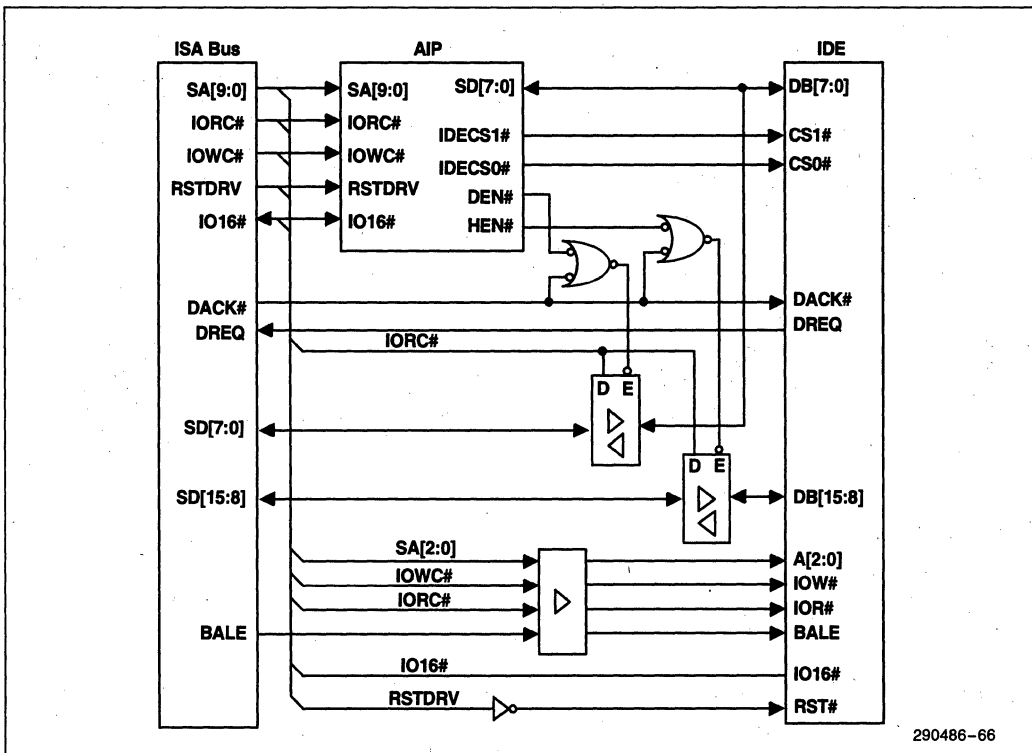 ISA Bus AIP IDE
SA[9:0] SA[9:0] SD[7:0] DB[7:0]
IORC# IORC# IDECS1# CS1#
IOWC# IOWC# IDECS0# CS0#
RSTDRV RSTDRV DEN#
IO16# IO16# HEN#
DACK# DACK#
DREQ DREQ
IORC#
D E
SD[7:0]
D E
SD[15:8] DB[15:8]
SA[2:0] A[2:0]
IOWC# IOW#
IORC# IOR#
BALE BALE
IO16# IO16#
RSTDRV RST#
290486-66